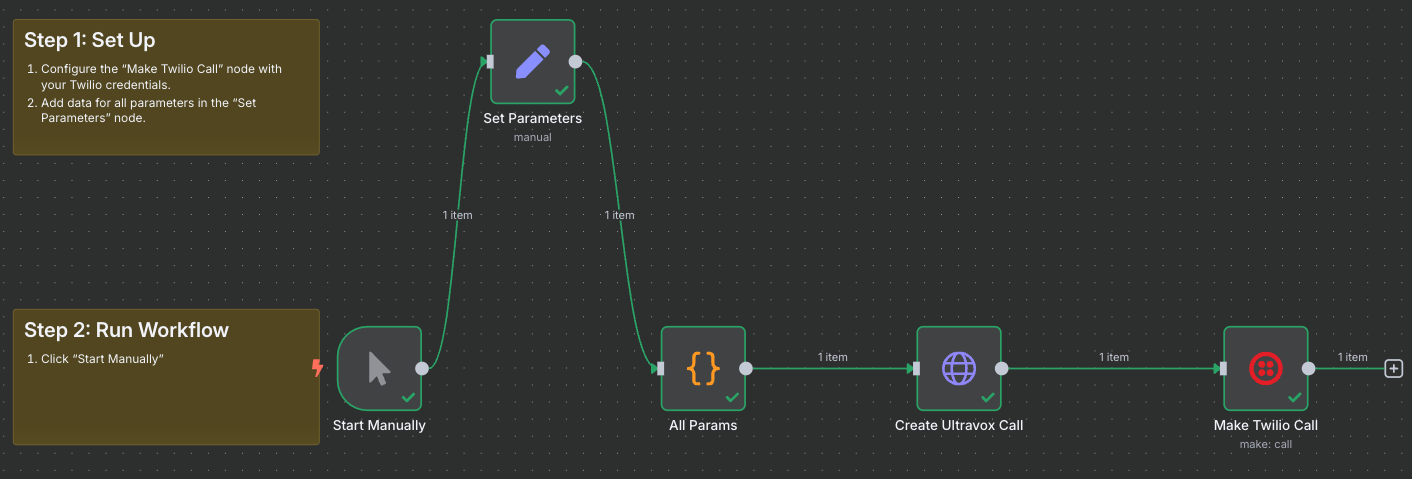 Step 1: Set Up
1. Configure the “Make Twilio Call” node with
your Twilio credentials.
2. Add data for all parameters in the “Set
Parameters” node.
Set Parameters
manual
1 item
1 item
Step 2: Run Workflow
1. Click “Start Manually”
Start Manually
All Params
1 item
Create Ultravox Call
1 item
Make Twilio Call
make: call
1 item